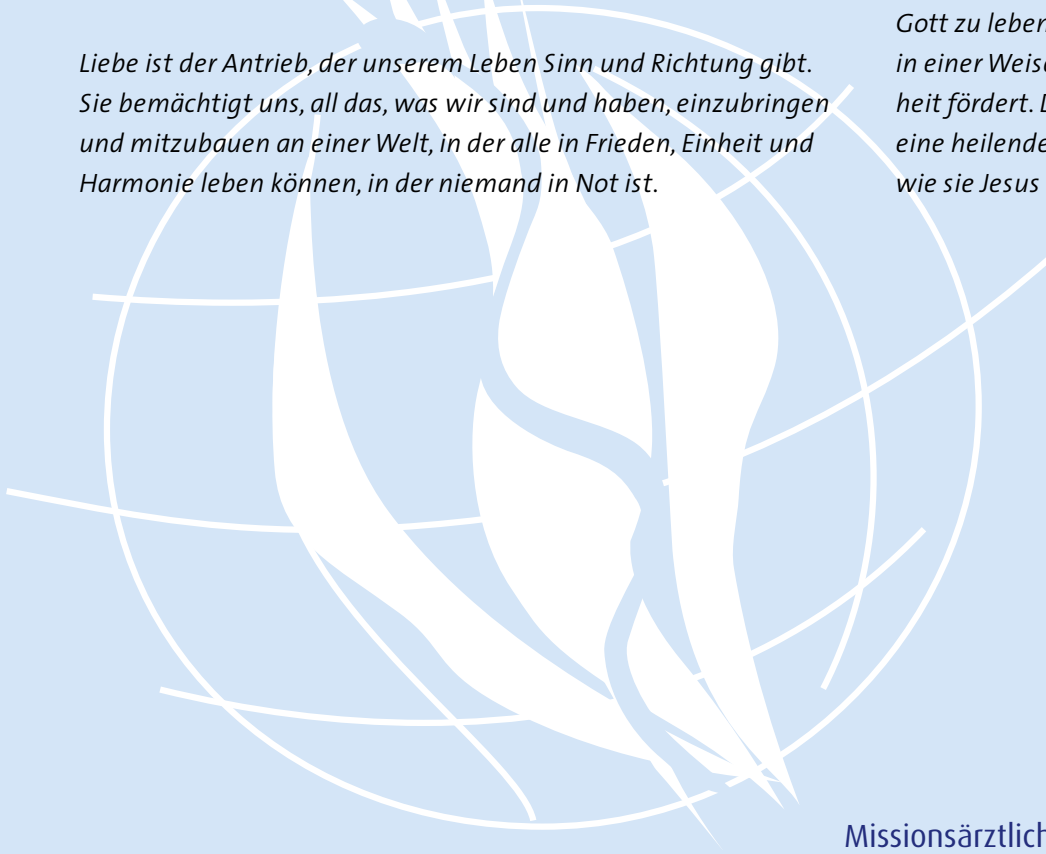 Liebe ist der Antrieb, der unserem Leben Sinn und Richtung gibt.
Sie bemächtigt uns, all das, was wir sind und haben, einzubringen
und mitzubauen an einer Welt, in der alle in Frieden, Einheit und
Harmonie leben können, in der niemand in Not ist.
Gott zu leben
in einer Weise
heit fördert.
eine heilende
wie sie Jesus
Missionsärztlich